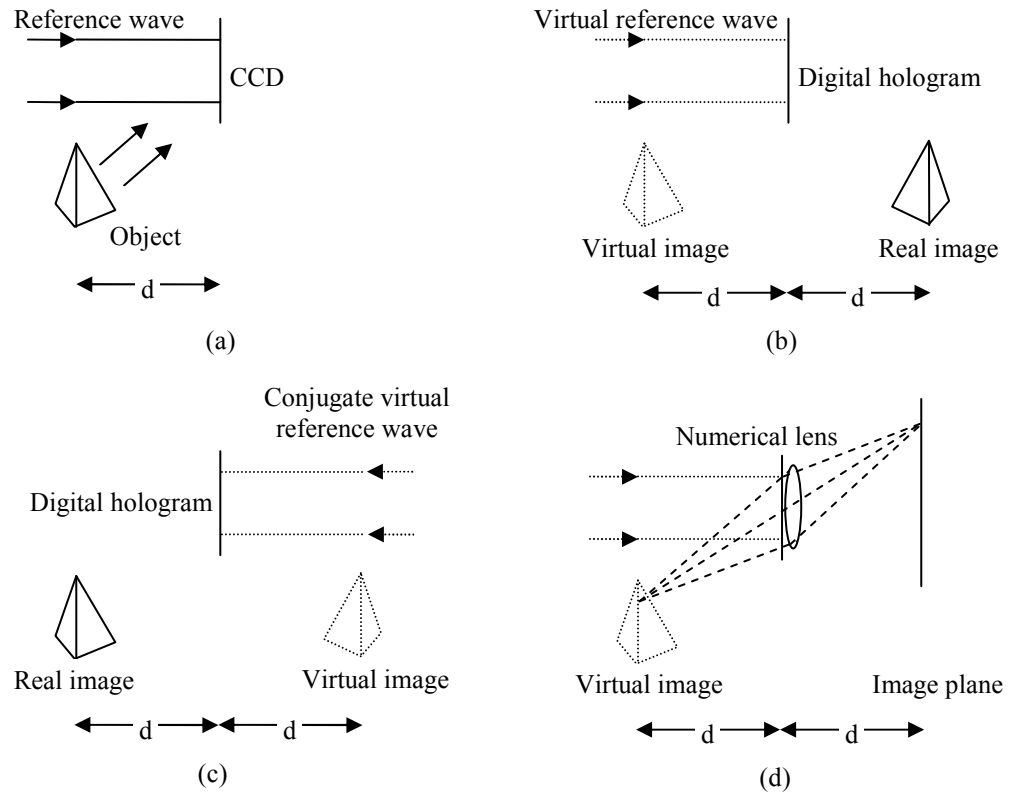 Reference wave
CCD
Object
d
(a)
Virtual reference wave
Digital hologram
Virtual image
Real image
d
d
(b)
Conjugate virtual
reference wave
Digital hologram
Real image
Virtual image
d
d
(c)
Numerical lens
Virtual image
Image plane
d
d
(d)